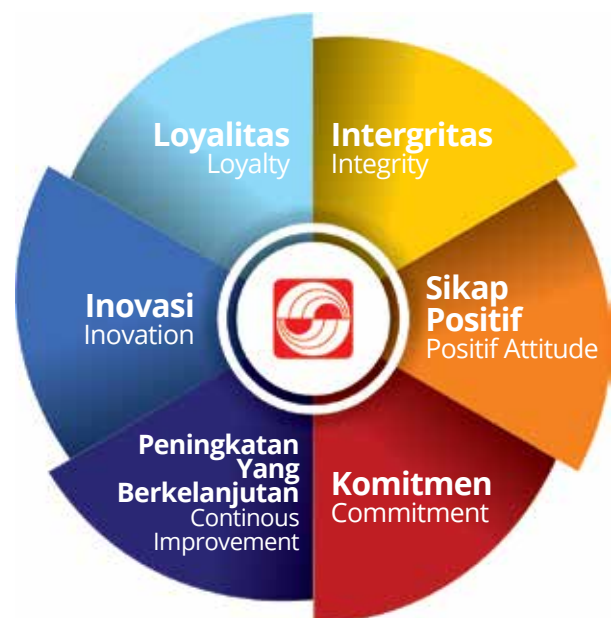 Loyalitas
Loyalty
Intergritas
Integrity
Sikap
Positif
Positif Attitude
Komitmen
Commitment
Peningkatan
Yang
Berkelanjutan
Continous
Improvement
Inovasi
Inovation